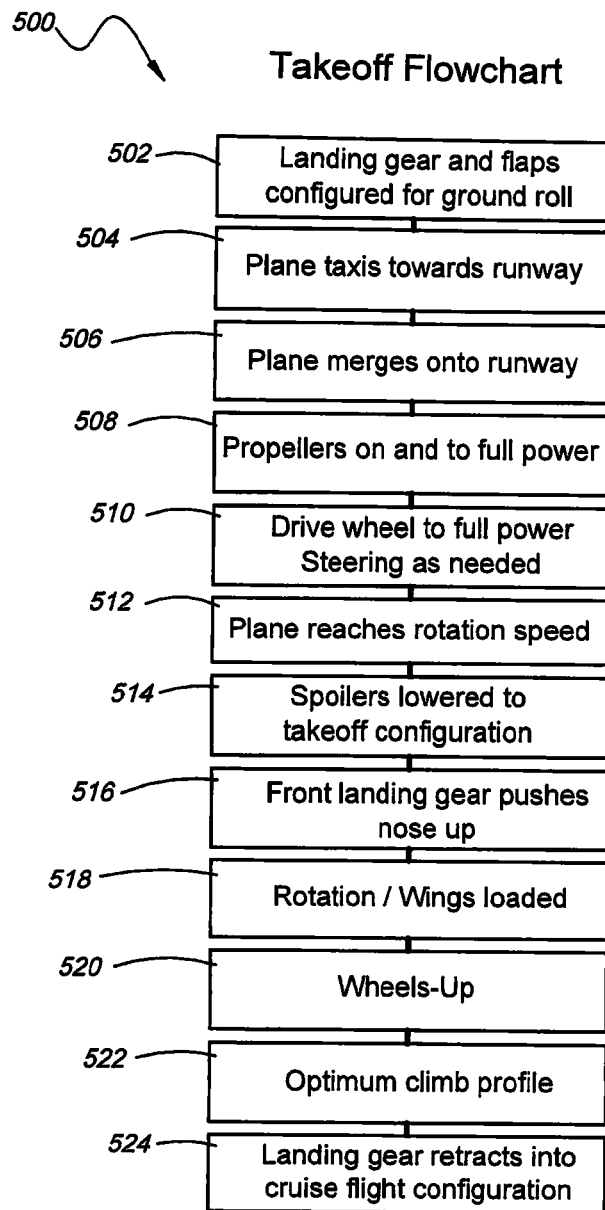 500
Takeoff Flowchart
502
Landing gear and flaps
configured for ground roll
504
Plane taxis towards runway
506
Plane merges onto runway
508
Propellers on and to full power
510
Drive wheel to full power
Steering as needed
512
Plane reaches rotation speed
514
Spoilers lowered to
takeoff configuration
516
Front landing gear pushes
nose up
518
Rotation / Wings loaded
520
Wheels-Up
522
Optimum climb profile
524
Landing gear retracts into
cruise flight configuration